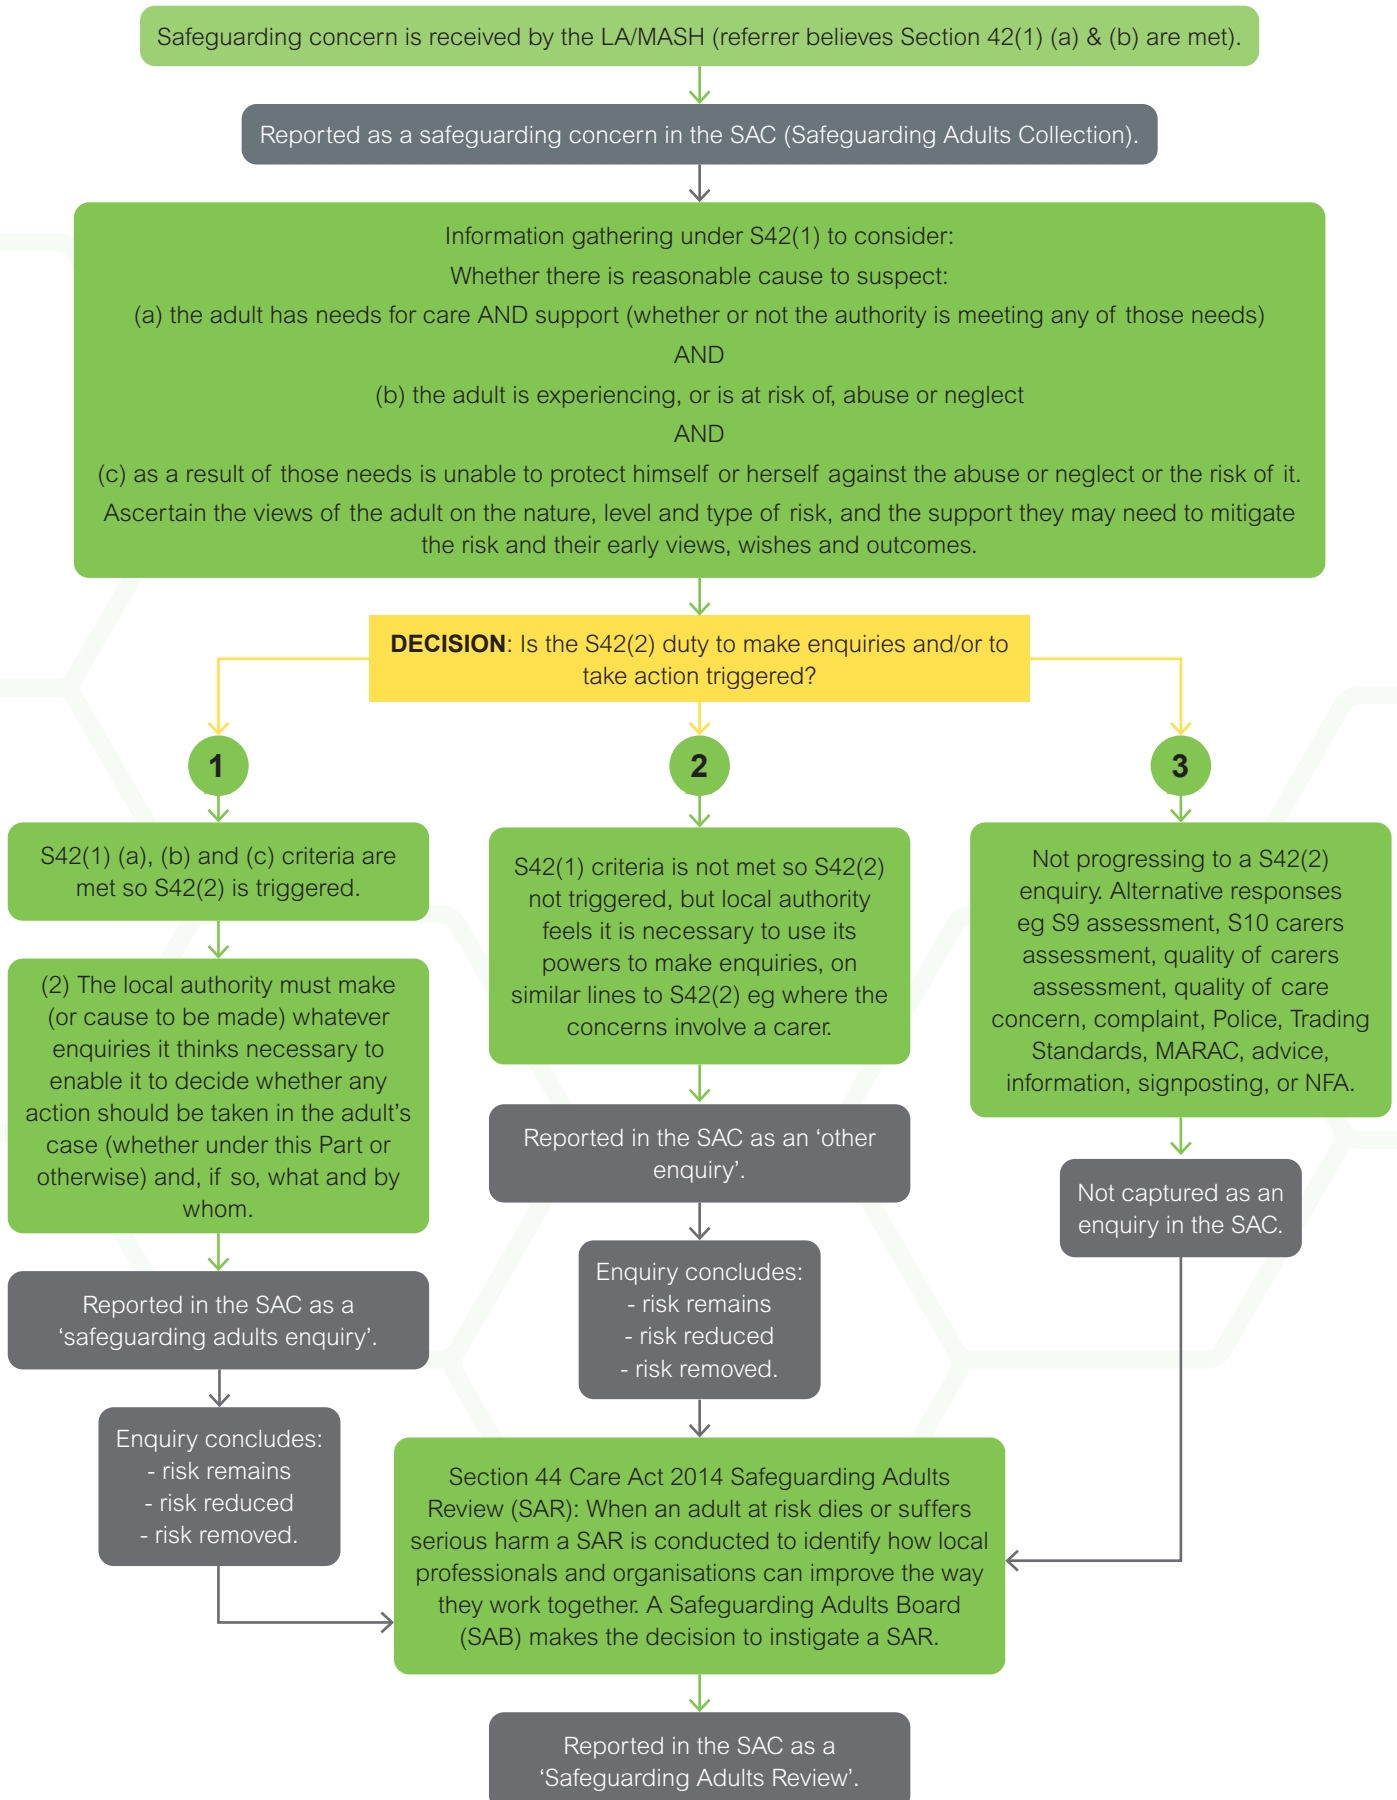 Safeguarding concern is received by the LA/MASH (referrer believes Section 42(1) (a) & (b) are met).
Reported as a safeguarding concern in the SAC (Safeguarding Adults Collection).
Information gathering under S42(1) to consider:
Whether there is reasonable cause to suspect:
(a) the adult has needs for care AND support (whether or not the authority is meeting any of those needs)
AND
(b) the adult is experiencing, or is at risk of, abuse or neglect
AND
(c) as a result of those needs is unable to protect himself or herself against the abuse or neglect or the risk of it.
Ascertain the views of the adult on the nature, level and type of risk, and the support they may need to mitigate
the risk and their early views, wishes and outcomes.
DECISION: Is the S42(2) duty to make enquiries and/or to
take action triggered?
1
S42(1) (a), (b) and (c) criteria are
met so S42(2) is triggered.
(2) The local authority must make
(or cause to be made) whatever
enquiries it thinks necessary to
enable it to decide whether any
action should be taken in the adult’s
case (whether under this Part or
otherwise) and, if so, what and by
whom.
Reported in the SAC as a
‘safeguarding adults enquiry’.
Enquiry concludes:
- risk remains
- risk reduced
- risk removed.
2
S42(1) criteria is not met so S42(2)
not triggered, but local authority
feels it is necessary to use its
powers to make enquiries, on
similar lines to S42(2) eg where the
concerns involve a carer.
Reported in the SAC as an ‘other
enquiry’.
Enquiry concludes:
- risk remains
- risk reduced
- risk removed.
3
Not progressing to a S42(2)
enquiry. Alternative responses
eg S9 assessment, S10 carers
assessment, quality of carers
assessment, quality of care
concern, complaint, Police, Trading
Standards, MARAC, advice,
information, signposting, or NFA.
Not captured as an
enquiry in the SAC.
Section 44 Care Act 2014 Safeguarding Adults
Review (SAR): When an adult at risk dies or suffers
serious harm a SAR is conducted to identify how local
professionals and organisations can improve the way
they work together. A Safeguarding Adults Board
(SAB) makes the decision to instigate a SAR.
Reported in the SAC as a
‘Safeguarding Adults Review’.